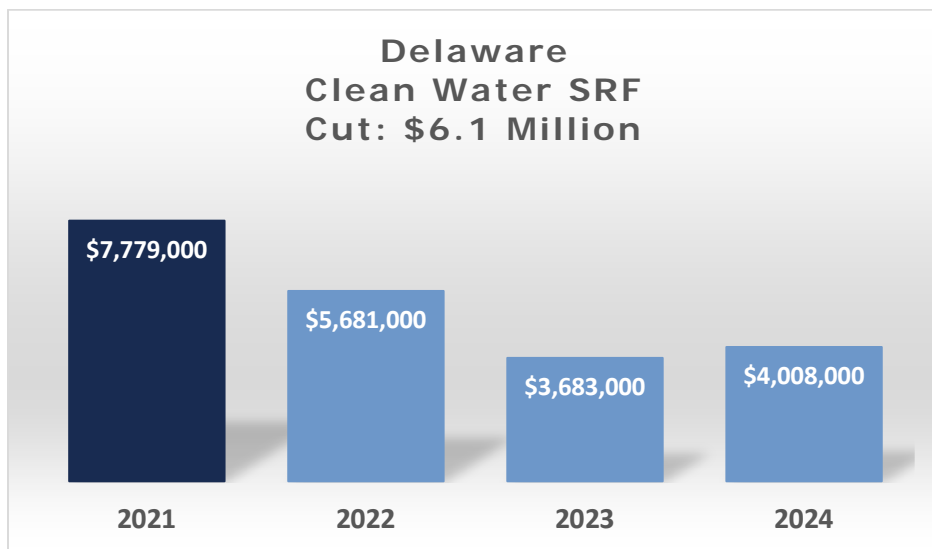 Delaware
Clean Water SRF
Cut: $6.1 Million
$7,779,000
$5,681,000
$3,683,000
$4,008,000
2021
2022
2023
2024